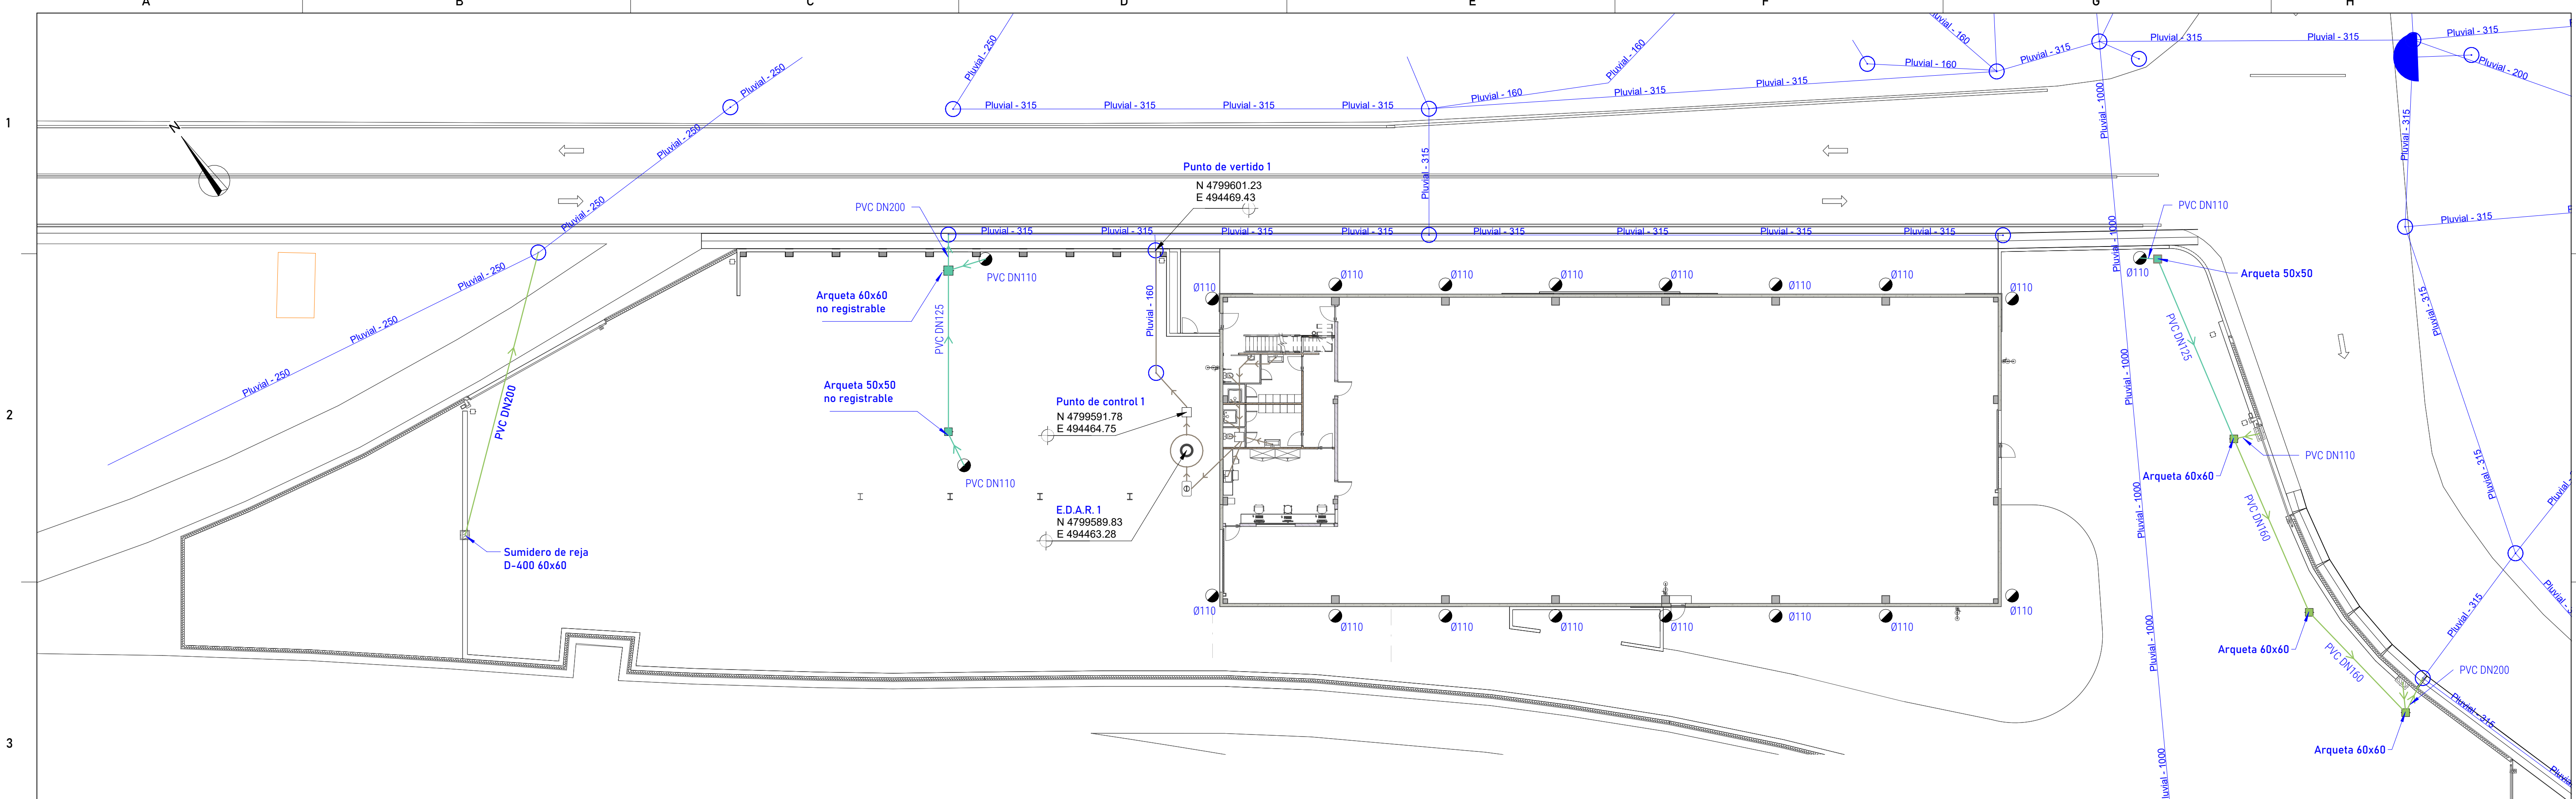 A B C D E F G H
1
2
3
N
Pluvial - 250
Pluvial - 250
Pluvial - 250
Pluvial - 250
Pluvial - 250
Pluvial - 250
Pluvial - 250
Pluvial - 250
Pluvial - 315
Pluvial - 315
Pluvial - 315
Pluvial - 315
Pluvial - 160
Pluvial - 160
Pluvial - 315
Pluvial - 315
Pluvial - 160
Pluvial - 315
Pluvial - 315
Pluvial - 315
Pluvial - 315
Pluvial - 200
Pluvial - 1000
Pluvial - 315
Pluvial - 315
Pluvial - 315
Punto de vertido 1
N 4799601.23
E 494469.43
PVC DN200
Pluvial - 315
Pluvial - 315
Pluvial - 315
Pluvial - 315
Pluvial - 315
Pluvial - 315
Pluvial - 315
Pluvial - 315
Pluvial - 1000
PVC DN110
Ø110
Arqueta 50x50
PVC DN110
Arqueta 60x60
no registrable
PVC DN125
Pluvial - 160
Ø110
Ø110
Ø110
Ø110
Ø110
Ø110
Ø110
Ø110
PVC DN125
Pluvial - 1000
Pluvial - 315
Arqueta 50x50
no registrable
PVC DN110
PVC DN200
Punto de control 1
N 4799591.78
E 494464.75
E.D.A.R. 1
N 4799589.83
E 494463.28
Sumidero de reja
D-400 60x60
PVC DN110
Arqueta 60x60
Pluvial - 315
Pluvial - 1000
PVC DN160
Ø110
Ø110
Ø110
Ø110
Ø110
Ø110
Ø110
Ø110
Pluvial - 1000
Arqueta 60x60
PVC DN160
Pluvial - 315
PVC DN200
Pluvial - 315
Arqueta 60x60